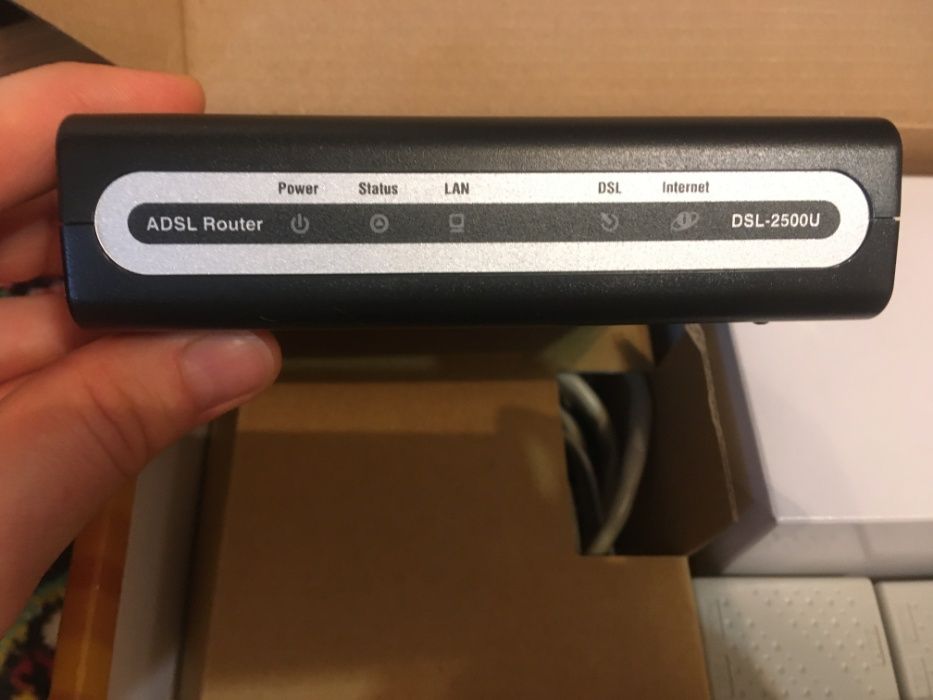 Power Status LAN DSL Internet
ADSL Router DSL-2500U